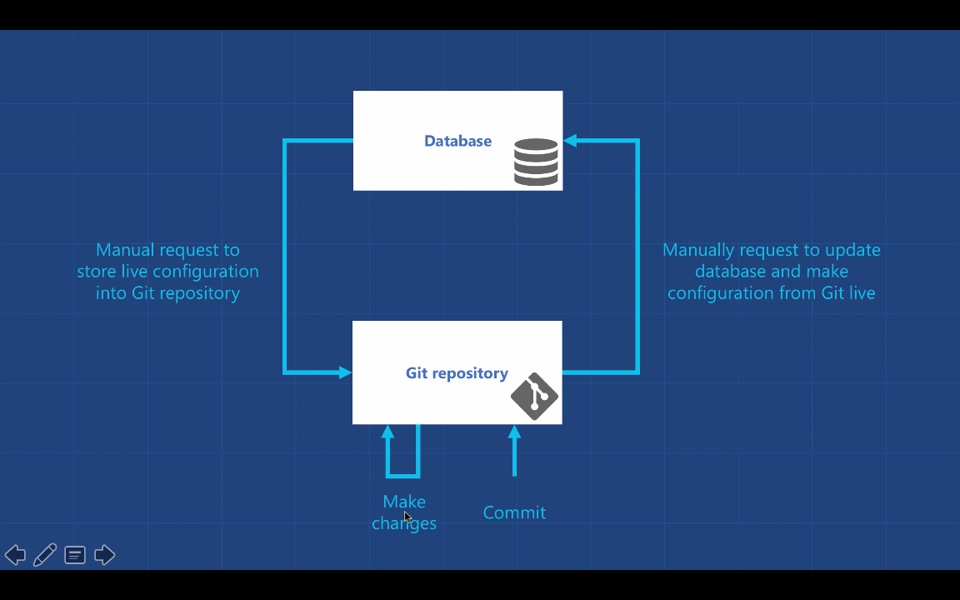 Database
Manual request to
store live configuration
into Git repository
Manually request to update
database and make
configuration from Git live
Git repository
Make
changes
Commit